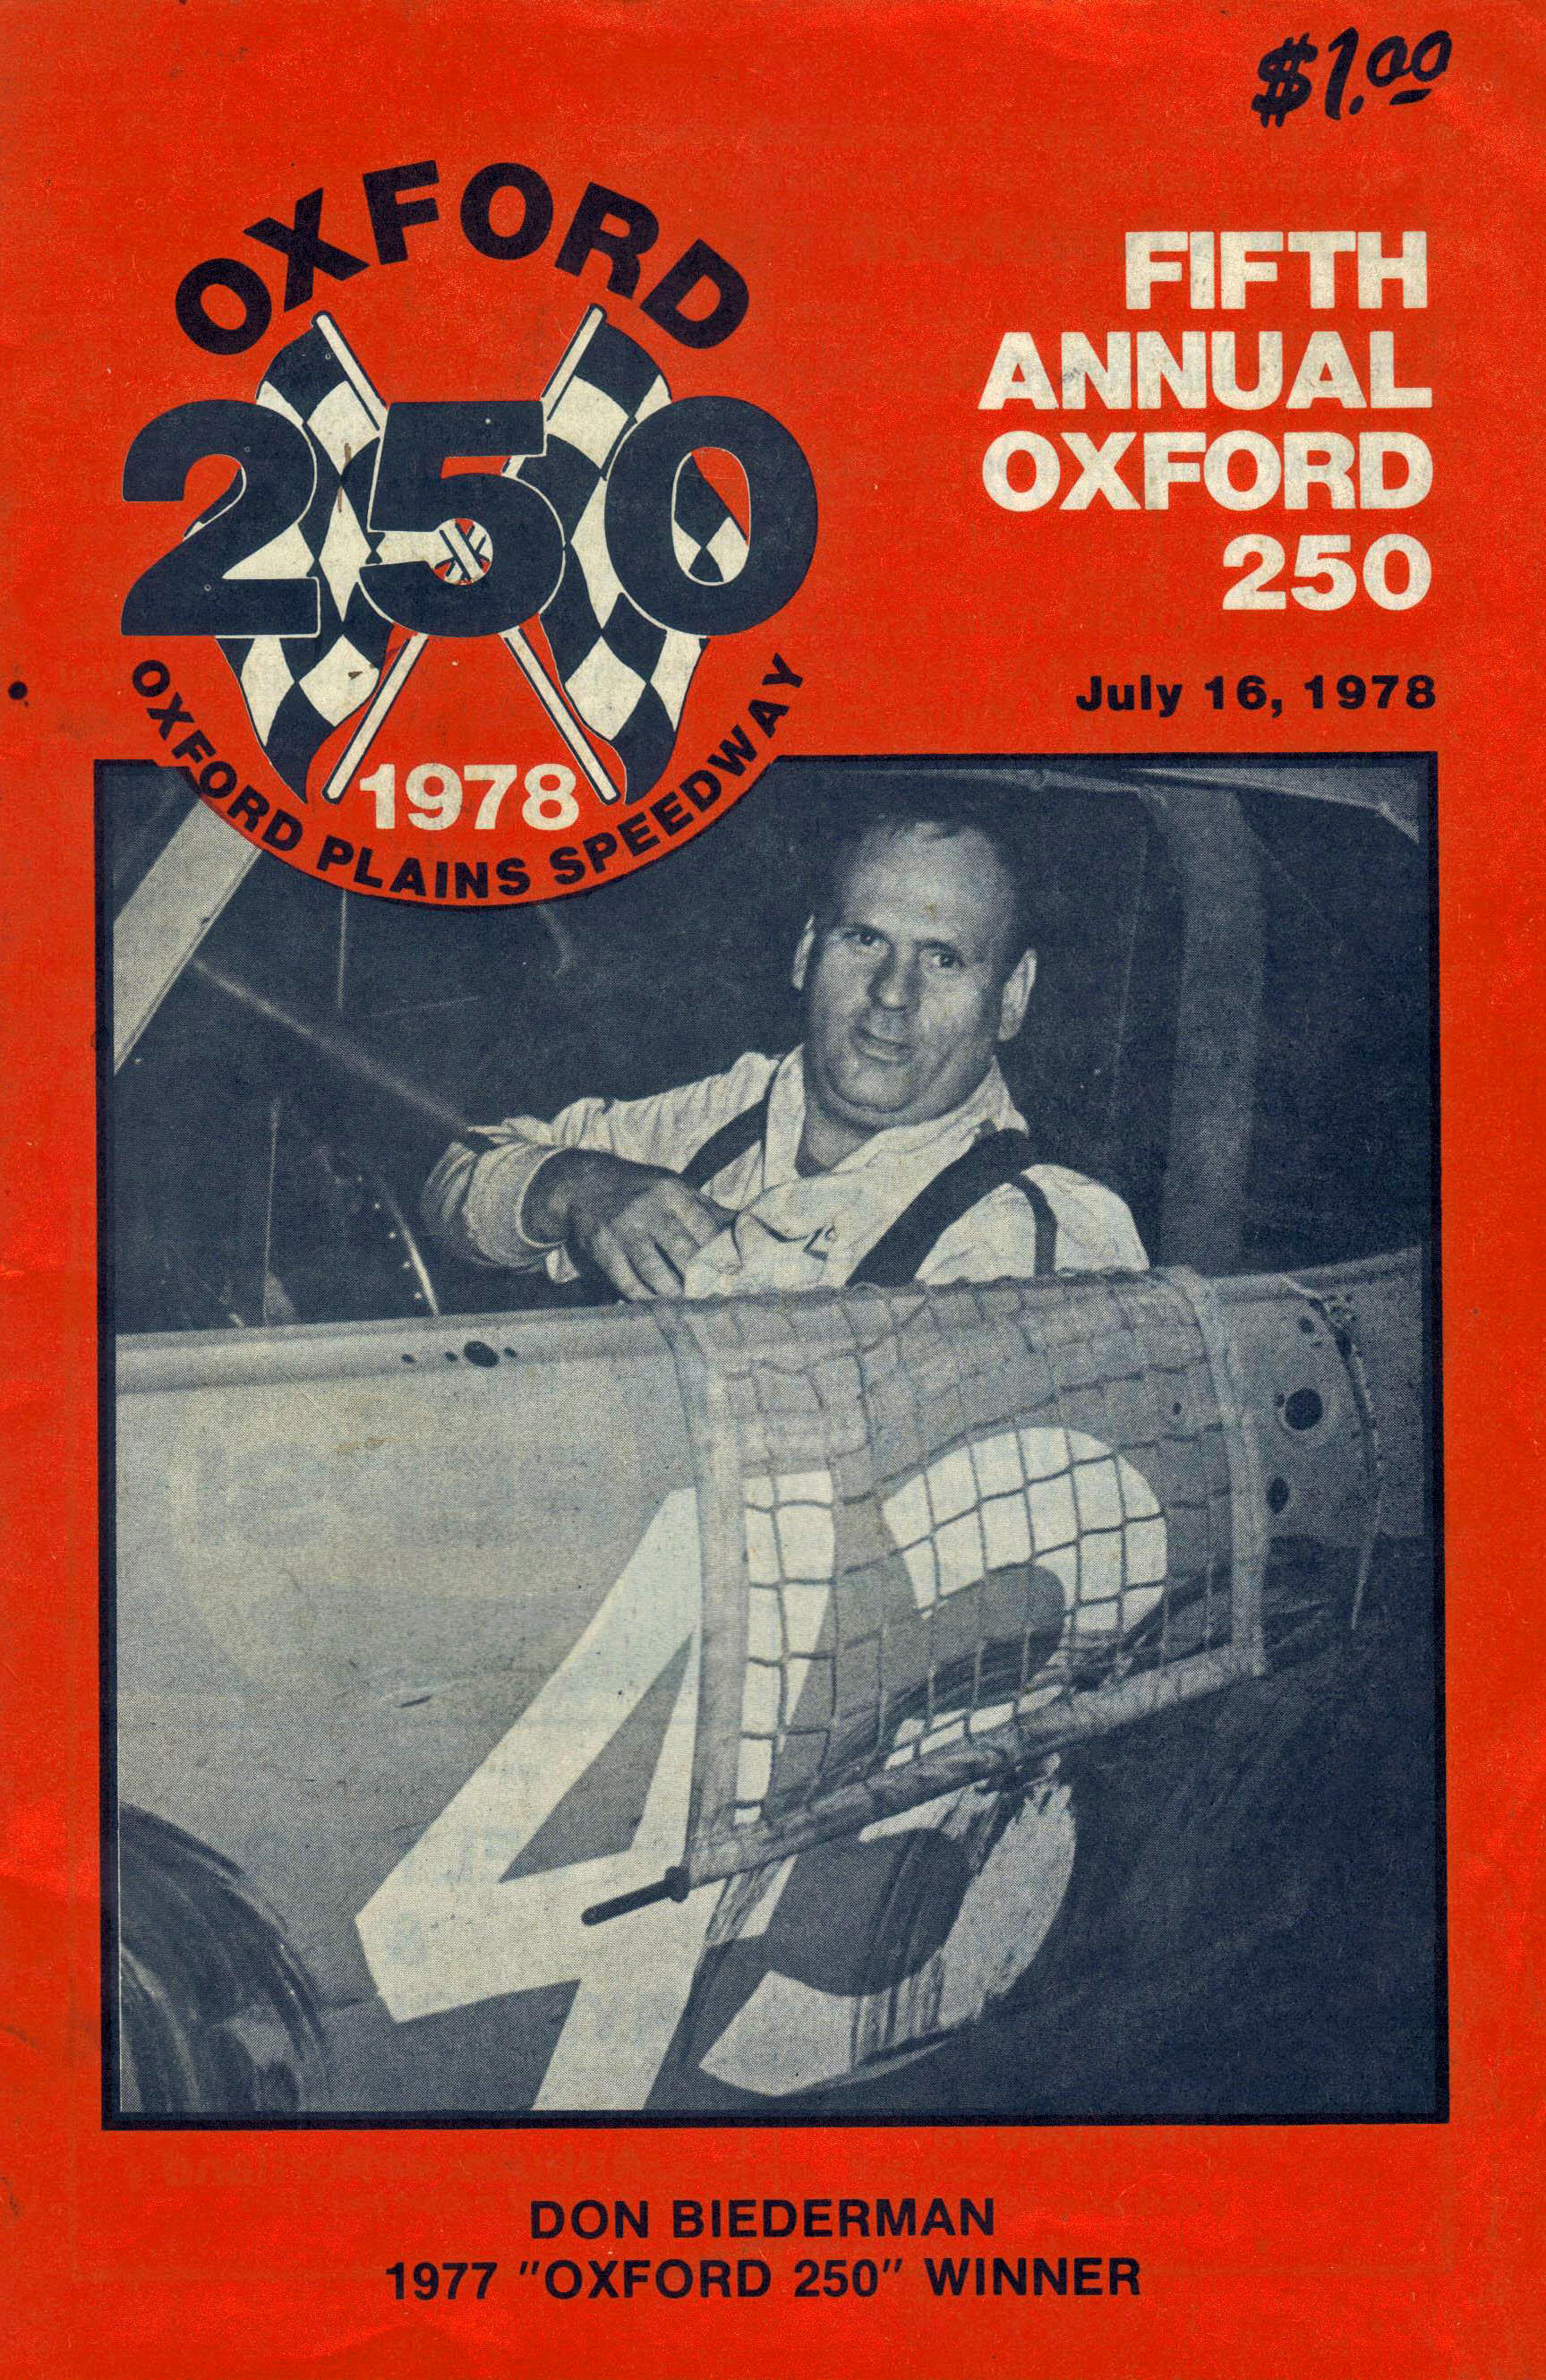 $1.00
OXFORD
250
1978
OXFORD PLAINS SPEEDWAY
FIFTH
ANNUAL
OXFORD
250
July 16, 1978
DON BIEDERMAN
1977 "OXFORD 250" WINNER